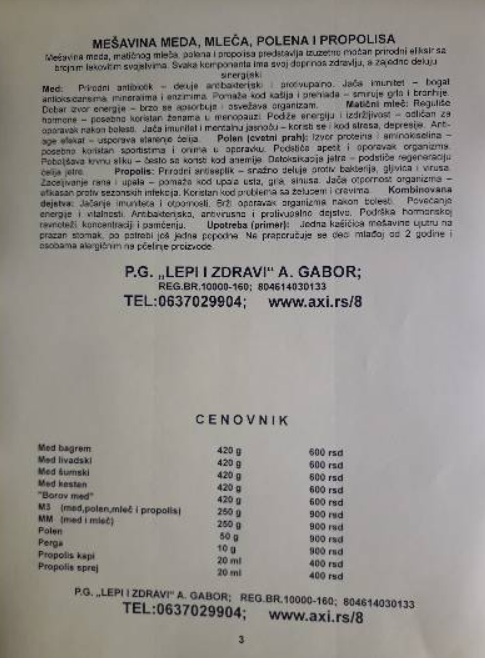 MEŠAVINA MEDA, MLEČA, POLENA I PROPOLISA
Mešavina meda, matičnog mleča, polena i propolisa predstavlja izuzetno moćan prirodni eliksir sa
brojnim lekovitim svojstvima. Svaka komponenta ima svoj doprinos zdravlju, a zajedno deluju
sinergijski
Med: Prirodni antibiotik – deluje antibakterijski i protivupalno. Jača imunitet – bogat
antioksidansima, mineralima i enzimima. Pomaže kod kašlja i prehlada – smiruje grlo i bronhije.
Dobar izvor energije – brzo se apsorbuje i osvežava organizam. Matični mleč: Reguliše
hormone – posebno koristan ženama u menopauzi. Podiže energiju i izdržljivost – odličan za
oporavak nakon bolesti. Jača imunitet i mentalnu jasnoću – koristi se i kod stresa, depresije. Anti-
age efekat – usporava starenje ćelija. Polen (cvetni prah): Izvor proteina i aminokiselina –
posebno koristan sportistima i onima u oporavku. Podstiče apetit i oporavak organizma.
Poboljšava krvnu sliku – često se koristi kod anemije. Detoksikacija jetre – podstiče regeneraciju
ćelija jetre. Propolis: Prirodni antiseptik – snažno deluje protiv bakterija, gljivica i virusa.
Zaceljivanje rana i upala – pomaže kod upala usta, grla, sinusa. Jača otpornost organizma –
efikasan protiv sezonskih infekcija. Koristan kod problema sa želucem i crevima. Kombinovana
dejstva: Jačanje imuniteta i otpornosti. Brži oporavak organizma nakon bolesti. Povećanje
energije i vitalnosti. Antibakterijsko, antivirusno i protivupalno dejstvo. Podrška hormonskoj
ravnoteži, koncentraciji i pamćenju. Upotreba (primer): Jedna kašičica mešavine ujutru na
prazan stomak, po potrebi još jedna popodne. Ne preporučuje se deci mlađoj od 2 godine i
osobama alergičnim na pčelinje proizvode.
P.G. „LEPI I ZDRAVI“ A. GABOR;
REG.BR.10000-160; 804614030133
TEL:0637029904; www.axi.rs/8
CENOVNIK
Med bagrem 420 g 600 rsd
Med livadski 420 g 600 rsd
Med šumski 420 g 600 rsd
Med kesten 420 g 600 rsd
"Borov med" 420 g 600 rsd
M3 (med,polen,mleč i propolis) 250 g 900 rsd
MM (med i mleč) 250 g 900 rsd
Polen 50 g 900 rsd
Perga 10 g 900 rsd
Propolis kapi 20 ml 400 rsd
Propolis sprej 20 ml 400 rsd
P.G. „LEPI I ZDRAVI“ A. GABOR; REG.BR.10000-160; 804614030133
TEL:0637029904; www.axi.rs/8
3